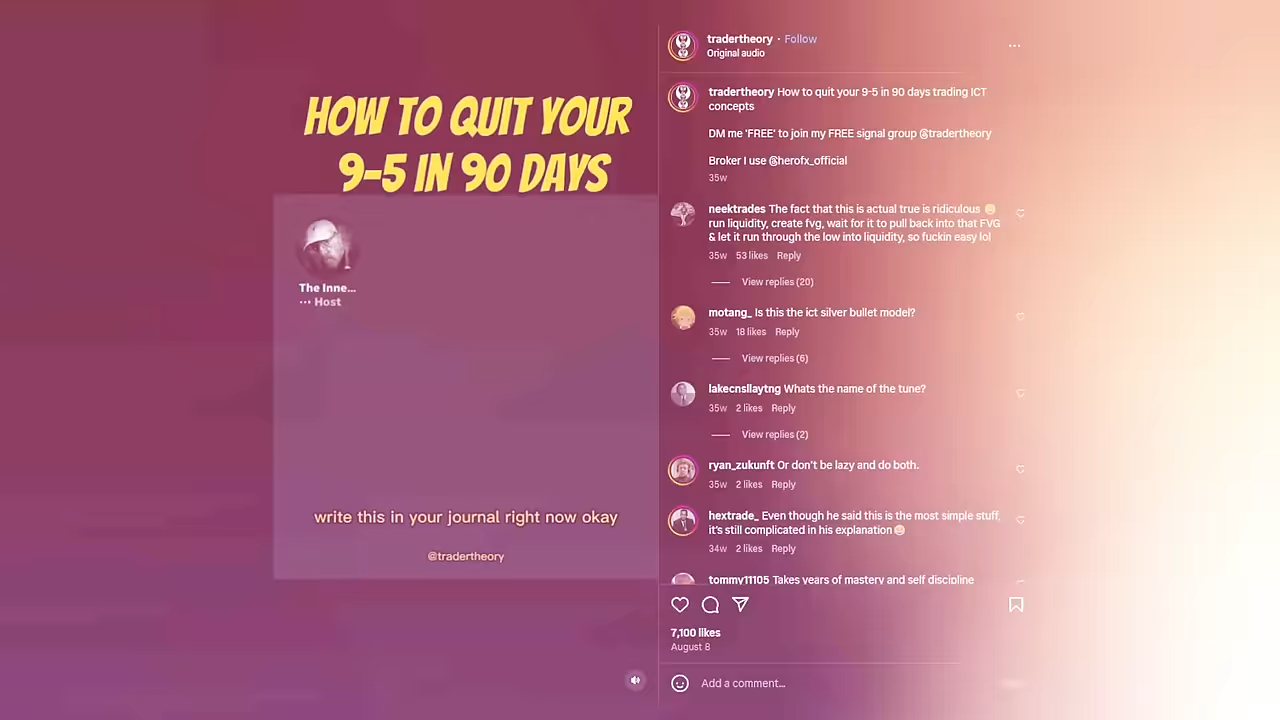 HOW TO QUIT YOUR
9-5 IN 90 DAYS
The Inne...
Host
write this in your journal right now okay
@tradertheory
tradertheory · Follow
Original audio
tradertheory How to quit your 9-5 in 90 days trading ICT
concepts
DM me 'FREE' to join my FREE signal group @tradertheory
Broker I use @herofx_official
35w
neektrades The fact that this is actual true is ridiculous
run liquidity, create fvg, wait for it to pull back into that FVG
& let it run through the low into liquidity, so fuckin easy lol
35w 53 likes Reply
View replies (20)
motang_ Is this the ict silver bullet model?
35w 18 likes Reply
View replies (6)
lakecnsllaytng Whats the name of the tune?
35w 2 likes Reply
View replies (2)
ryan_zukunft Or don't be lazy and do both.
35w 2 likes Reply
hextrade_ Even though he said this is the most simple stuff,
it's still complicated in his explanation
34w 2 likes Reply
tommy11105 Takes years of mastery and self discipline
7,100 likes
August 8
Add a comment...